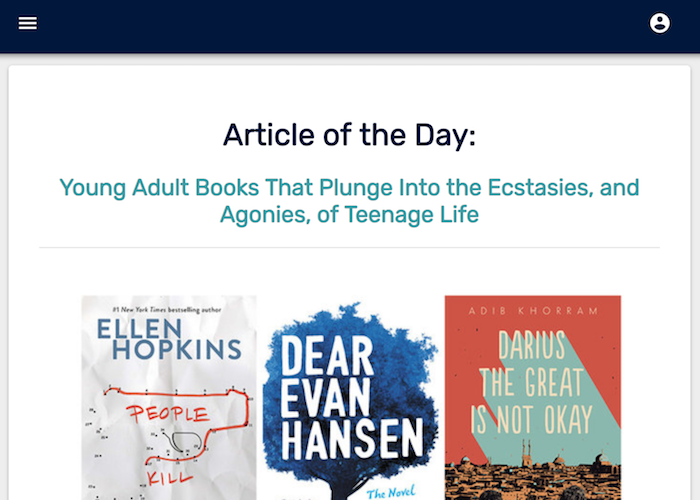 Article of the Day:
Young Adult Books That Plunge Into the Ecstasies, and
Agonies, of Teenage Life
#1 New York Times bestselling author
ELLEN
HOPKINS
PEOPLE
KILL
DEAR
EVAN
HANSEN
The Novel
ADIB KHORRAM
DARIUS
THE GREAT
IS NOT OKAY